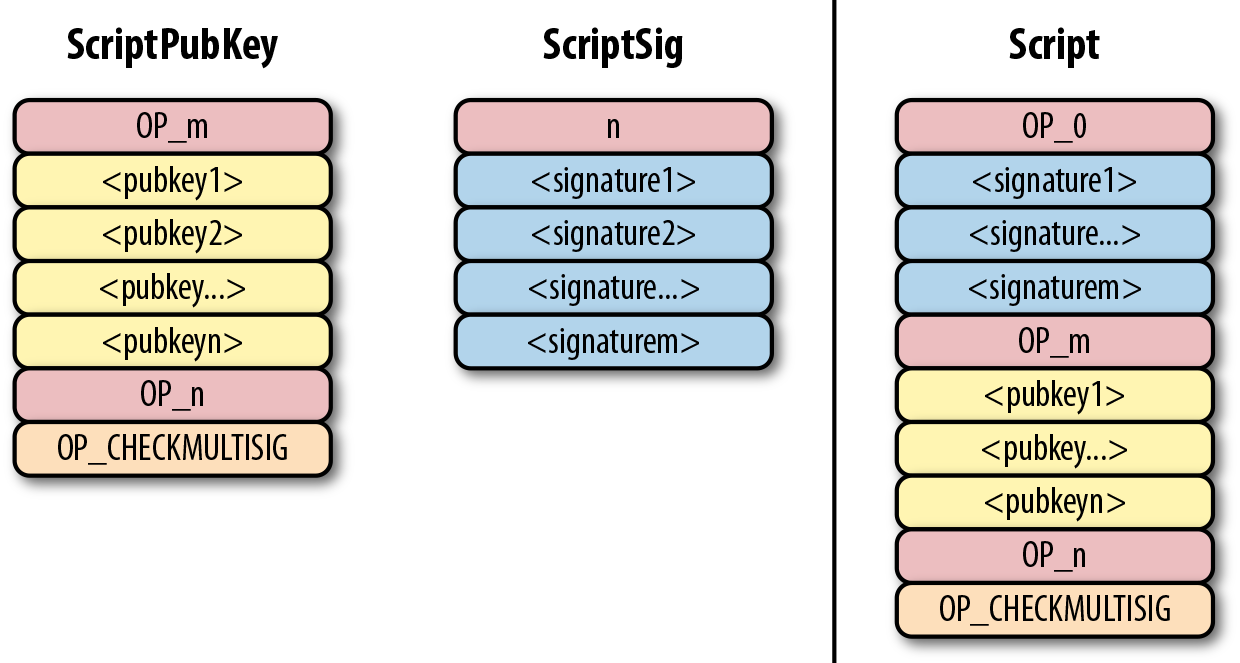 ScriptPubKey
OP_m
<pubkey1>
<pubkey2>
<pubkey...>
<pubkeyn>
OP_n
OP_CHECKMULTISIG
ScriptSig
n
<signature1>
<signature2>
<signature...>
<signaturem>
Script
OP_0
<signature1>
<signature...>
<signaturem>
OP_m
<pubkey1>
<pubkey...>
<pubkeyn>
OP_n
OP_CHECKMULTISIG